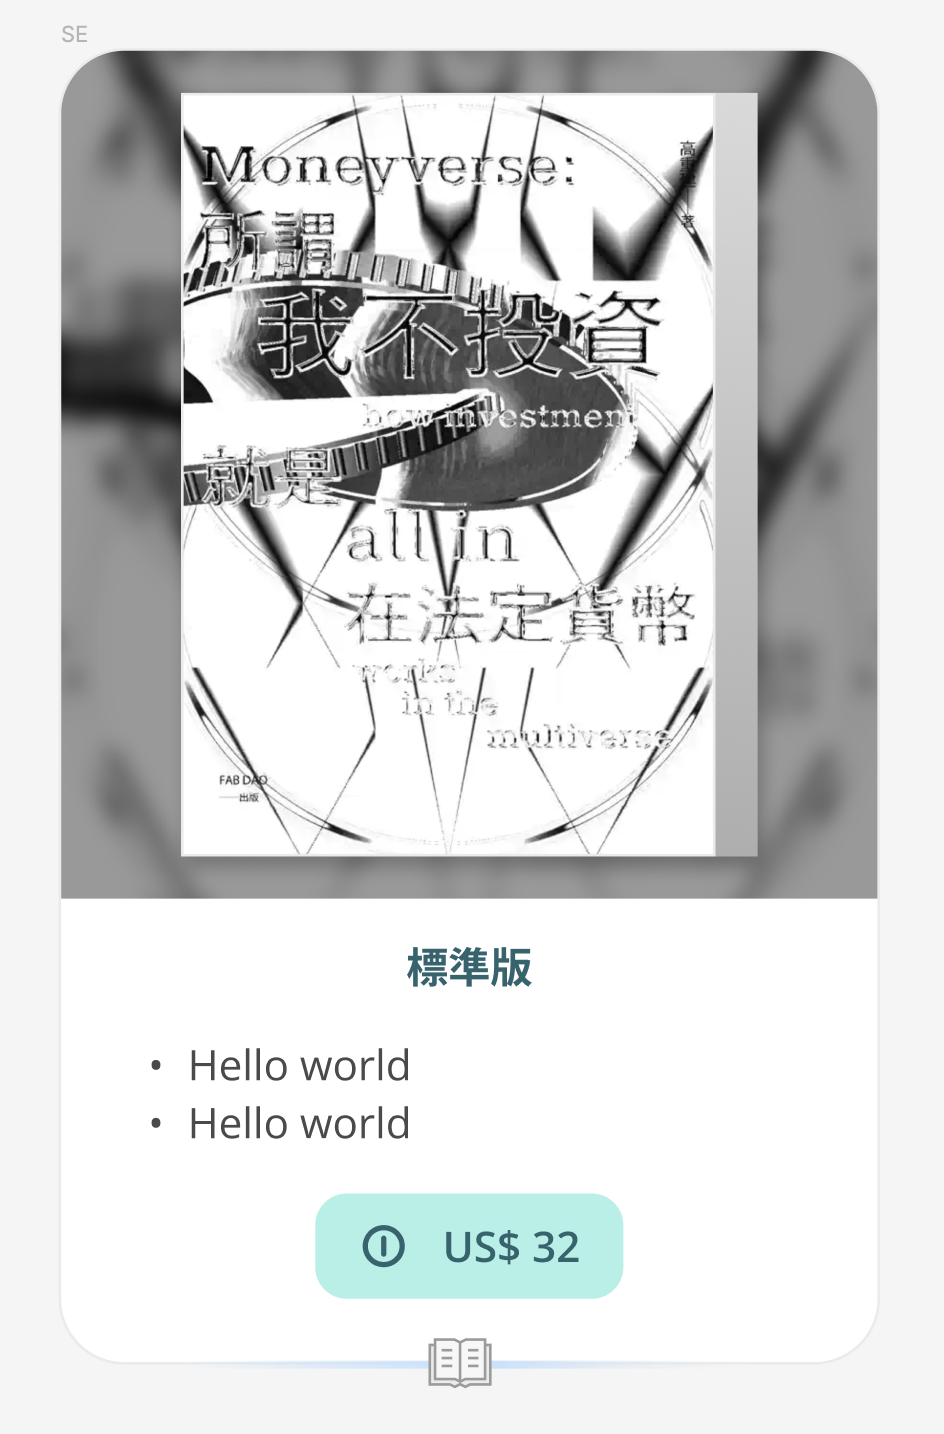 SE
Moneyverse:
高重建
——著
所謂
我不投資
how investment
就是
all in
在法定貨幣
works
in the
multiverse
FAB DAO
——出版
標準版
• Hello world
• Hello world
US$ 32